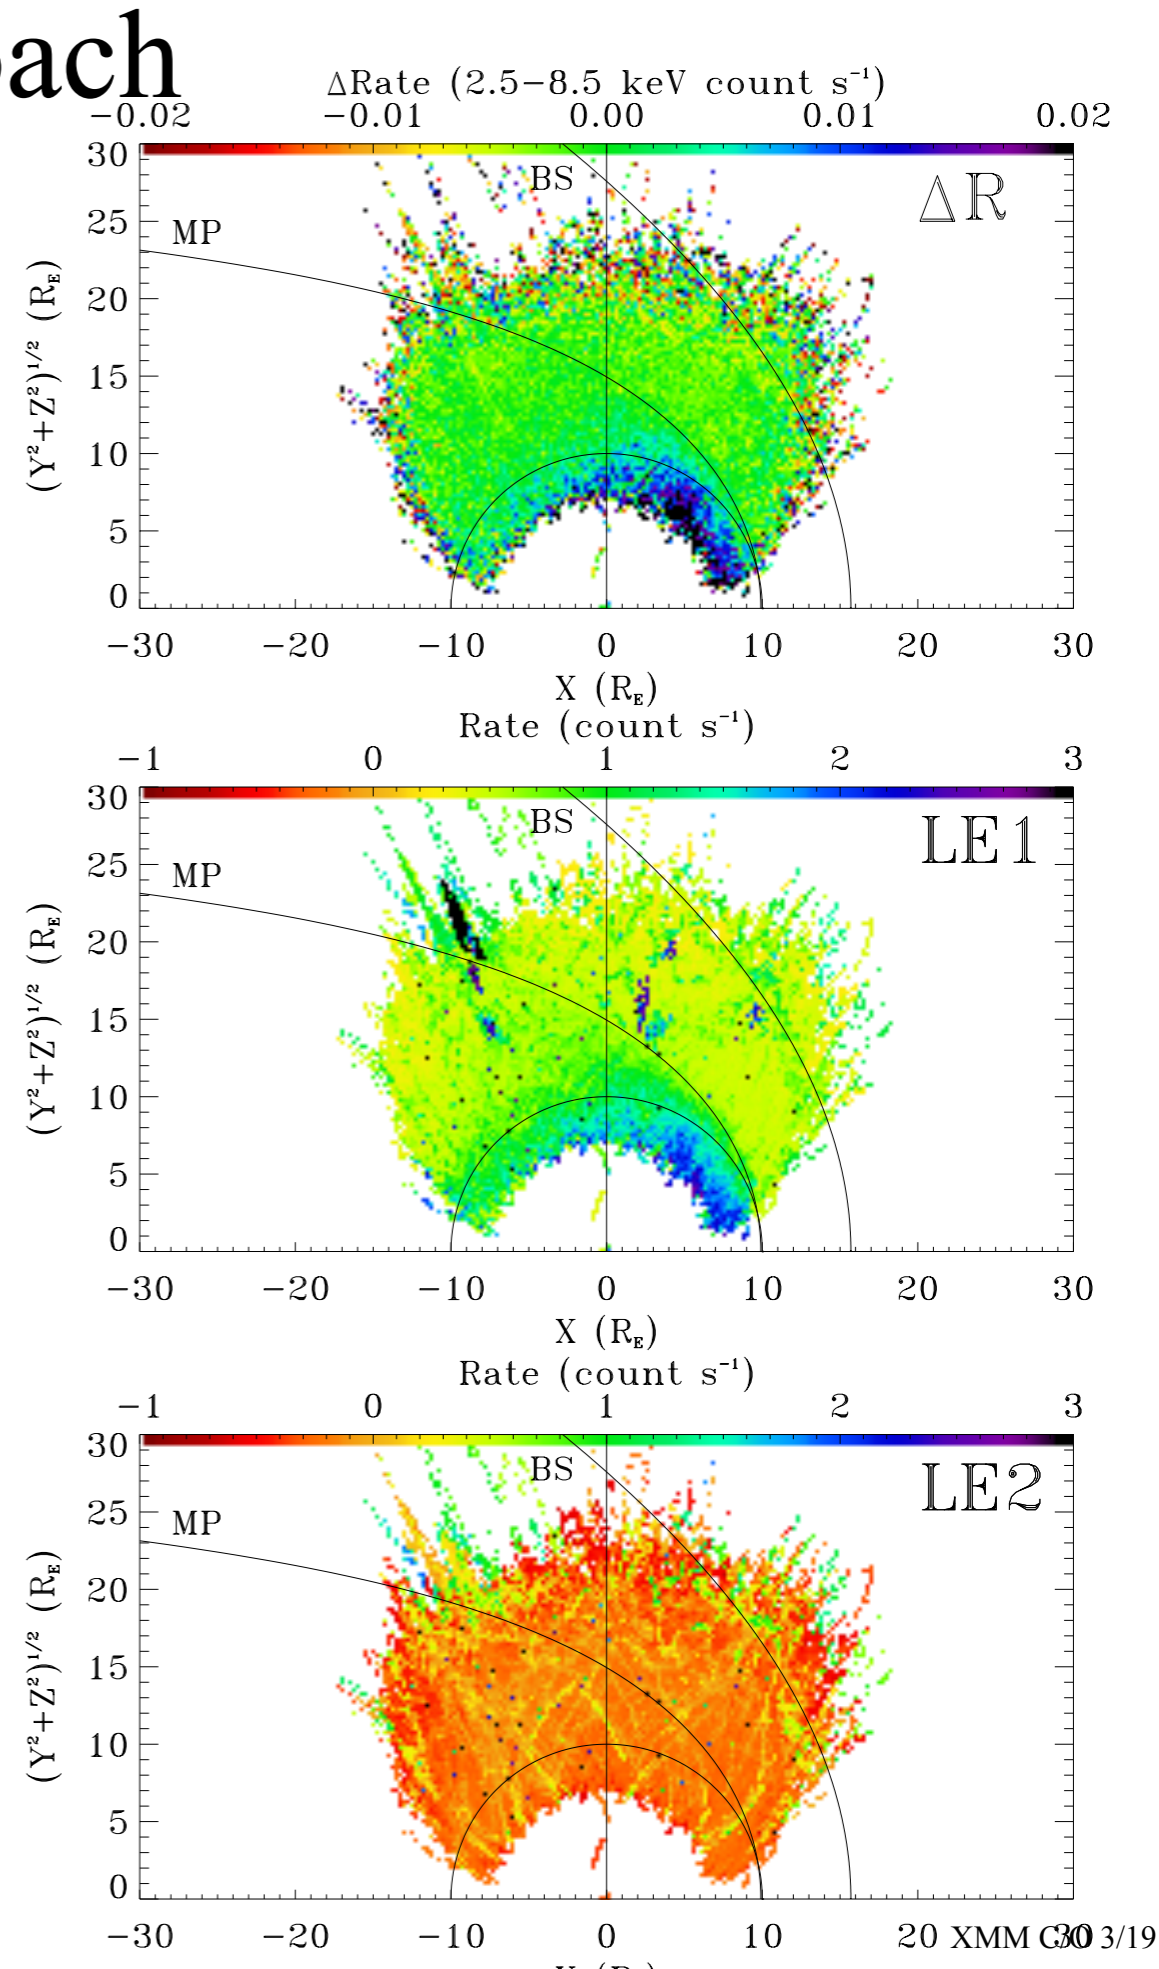 bach
ΔRate (2.5−8.5 keV count s⁻¹)
−0.02 −0.01 0.00 0.01 0.02
30 BS ΔR
25 MP
20
15
10
5
0
(Y²+Z²)^1/2 (R_E)
−30 −20 −10 0 10 20 30
X (R_E)
Rate (count s⁻¹)
−1 0 1 2 3
30 BS LE1
25 MP
20
15
10
5
0
(Y²+Z²)^1/2 (R_E)
−30 −20 −10 0 10 20 30
X (R_E)
Rate (count s⁻¹)
−1 0 1 2 3
30 BS LE2
25 MP
20
15
10
5
0
(Y²+Z²)^1/2 (R_E)
−30 −20 −10 0 10 20 30
XMM C/O 3/19